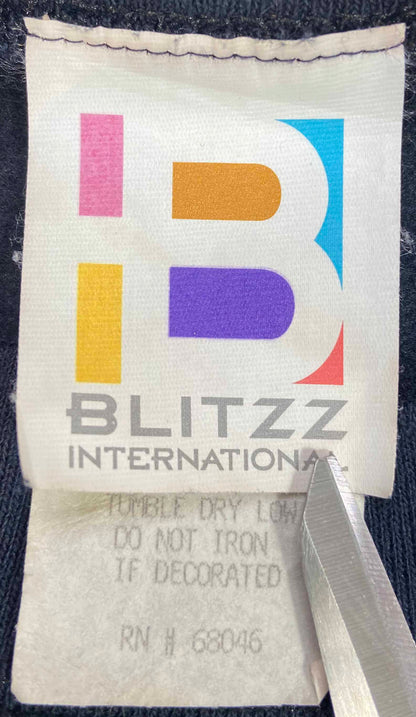 B
BLITZZ
INTERNATIONAL
TUMBLE DRY LOW
DO NOT IRON
IF DECORATED
RN # 68046